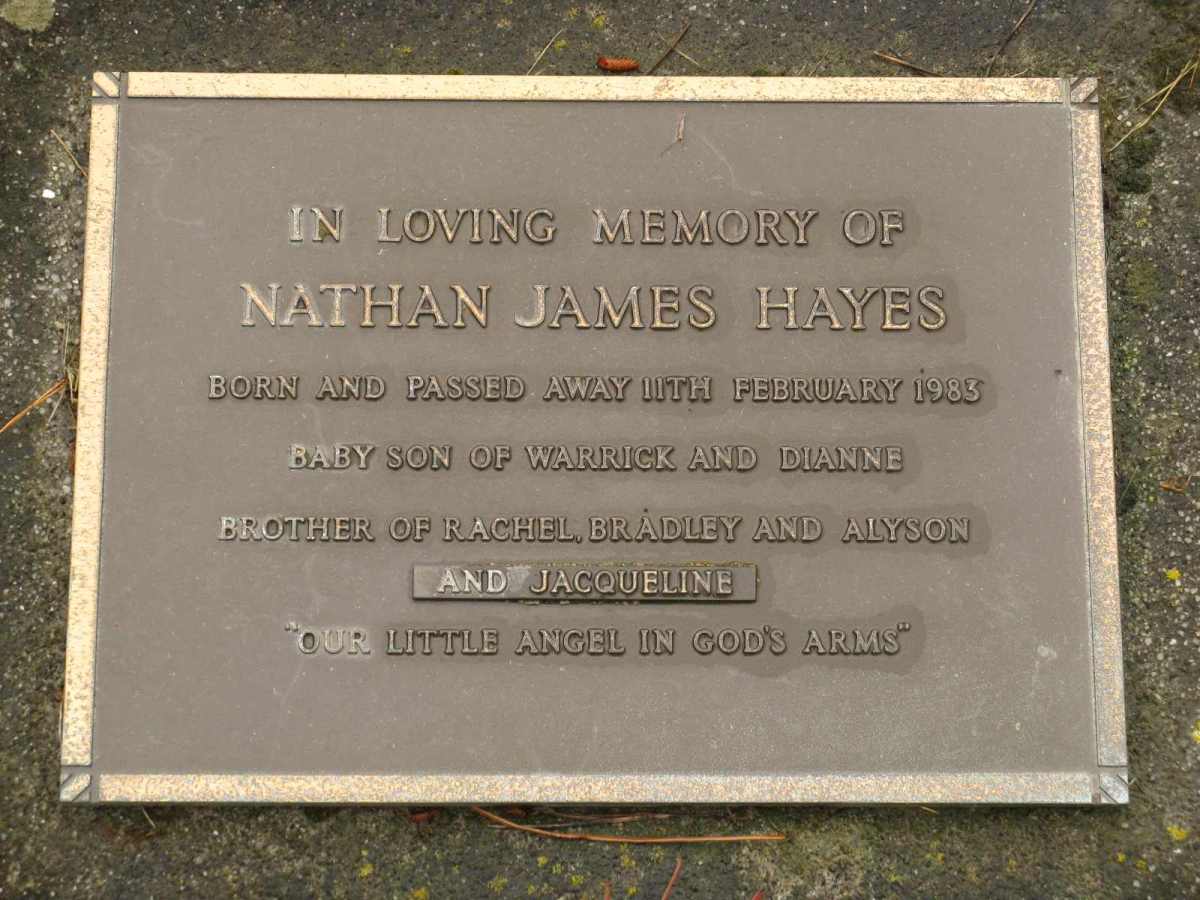 IN LOVING MEMORY OF
NATHAN JAMES HAYES
BORN AND PASSED AWAY 11TH FEBRUARY 1983
BABY SON OF WARRICK AND DIANNE
BROTHER OF RACHEL, BRADLEY AND ALYSON
AND JACQUELINE
"OUR LITTLE ANGEL IN GOD'S ARMS"